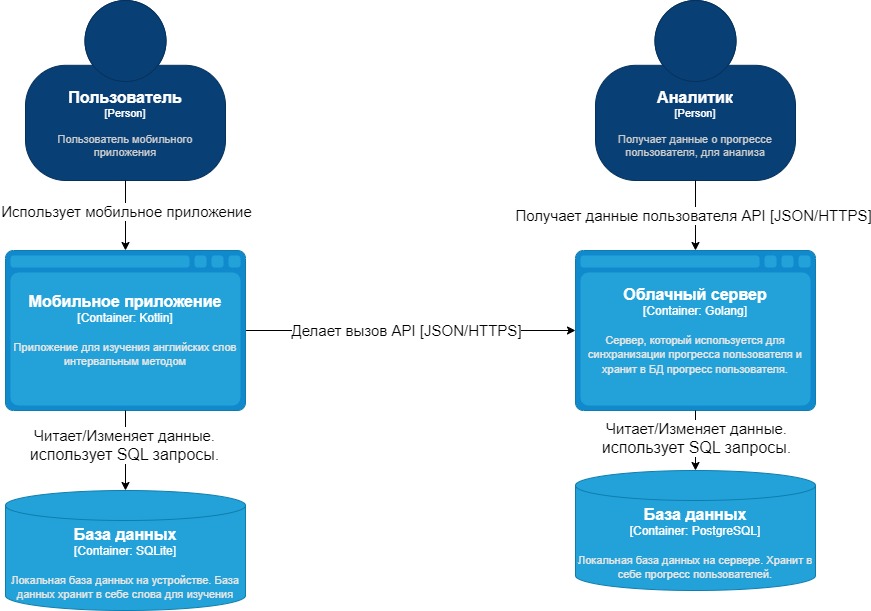 Пользователь
[Person]
Пользователь мобильного
приложения
Аналитик
[Person]
Получает данные о прогрессе
пользователя, для анализа
Использует мобильное приложение
Получает данные пользователя API [JSON/HTTPS]
Мобильное приложение
[Container: Kotlin]
Приложение для изучения английских слов
интервальным методом
Делает вызов API [JSON/HTTPS]
Облачный сервер
[Container: Golang]
Сервер, который используется для
синхранизации прогресса пользователя и
хранит в БД прогресс пользователя.
Читает/Изменяет данные.
использует SQL запросы.
Читает/Изменяет данные.
использует SQL запросы.
База данных
[Container: SQLite]
Локальная база данных на устройстве. База
данных хранит в себе слова для изучения
База данных
[Container: PostgreSQL]
Локальная база данных на сервере. Хранит в
себе прогресс пользователей.